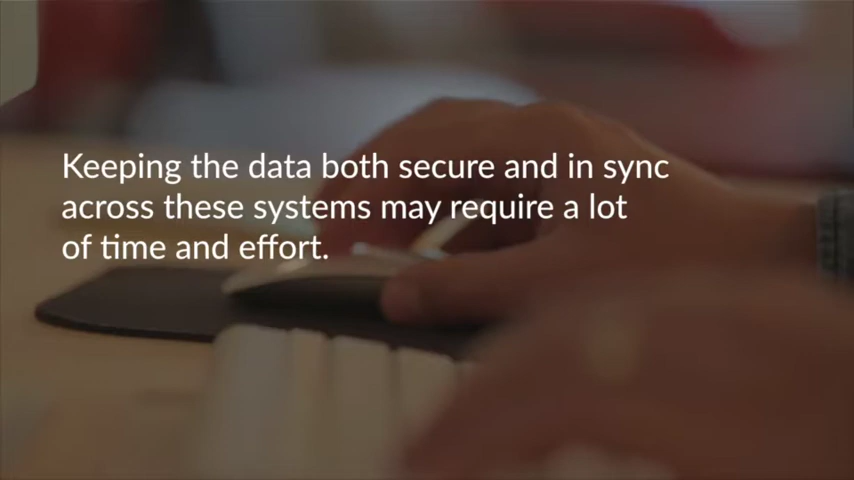 Keeping the data both secure and in sync
across these systems may require a lot
of time and effort.